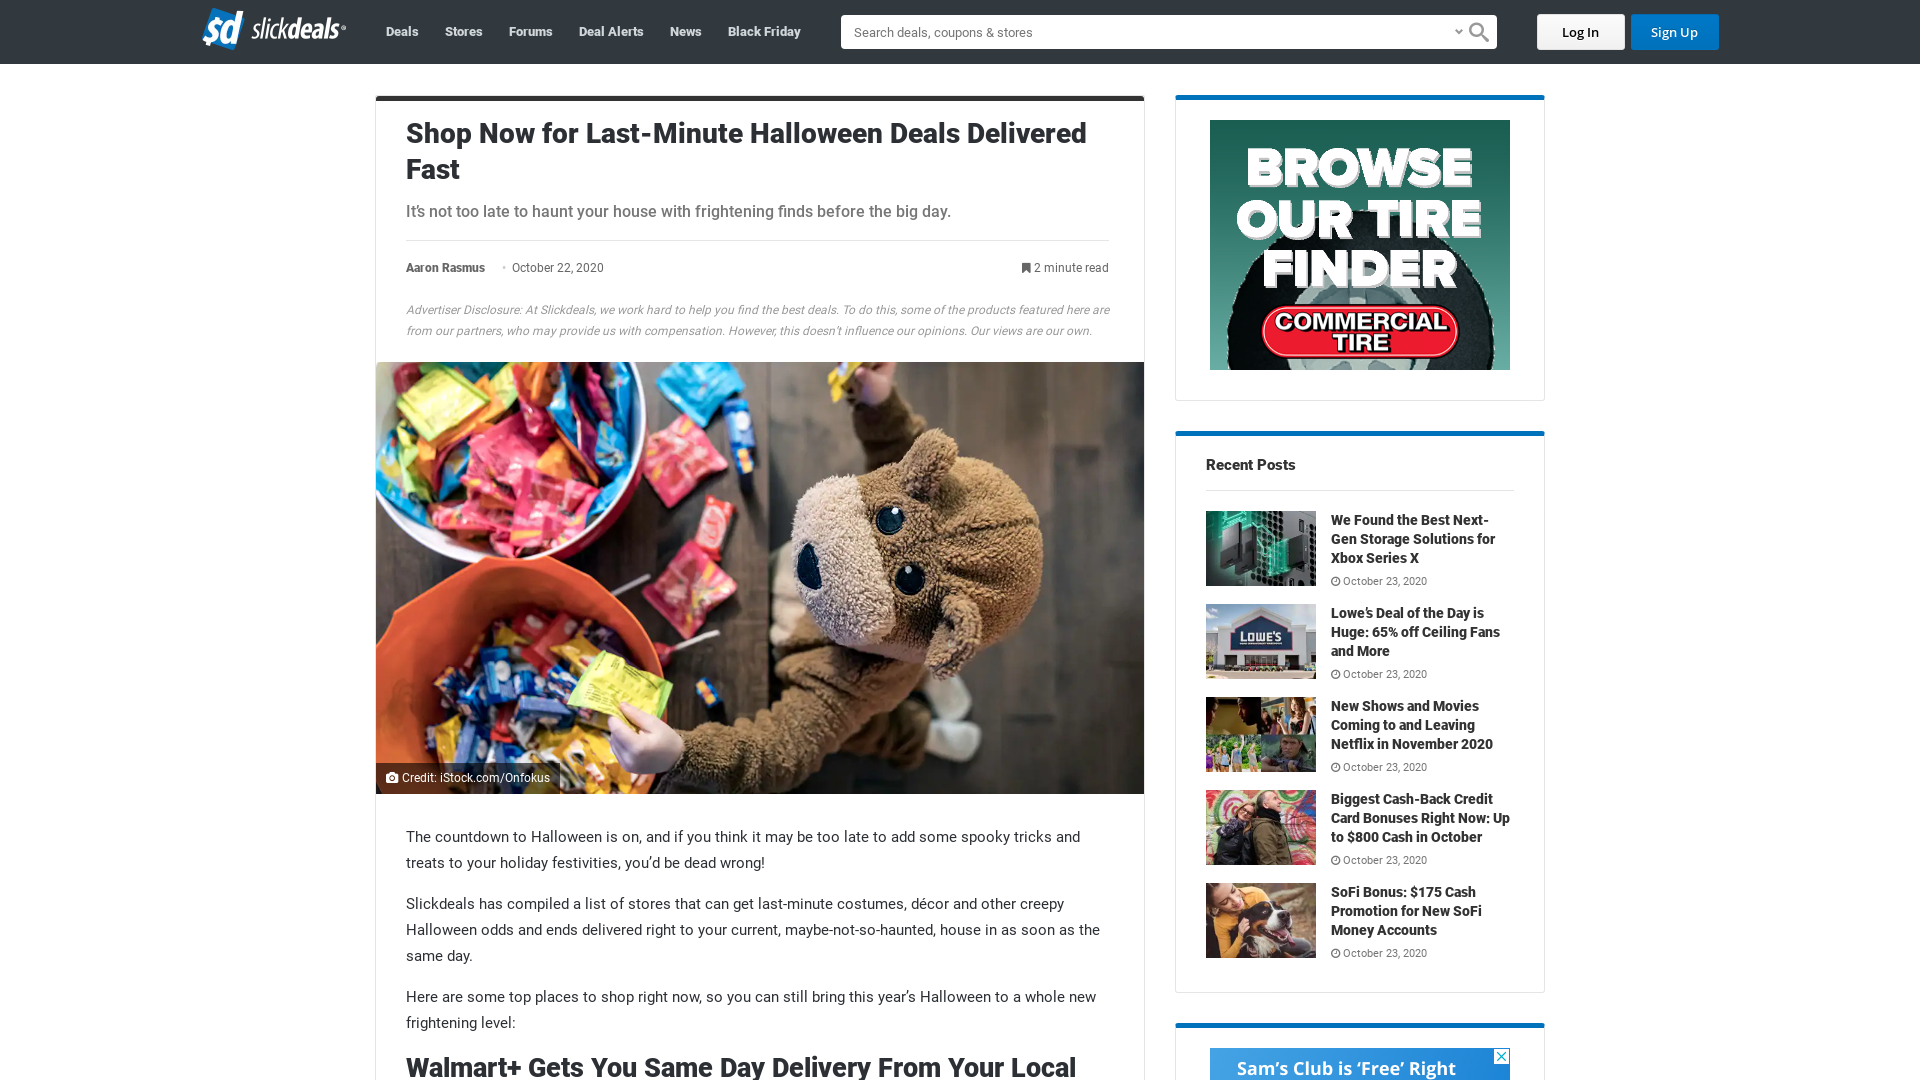 sd slickdeals®
Deals
Stores
Forums
Deal Alerts
News
Black Friday
Search deals, coupons & stores
Log In
Sign Up
Shop Now for Last-Minute Halloween Deals Delivered
Fast
It's not too late to haunt your house with frightening finds before the big day.
Aaron Rasmus • October 22, 2020
2 minute read
Advertiser Disclosure: At Slickdeals, we work hard to help you find the best deals. To do this, some of the products featured here are
from our partners, who may provide us with compensation. However, this doesn't influence our opinions. Our views are our own.
Credit: iStock.com/Onfokus
The countdown to Halloween is on, and if you think it may be too late to add some spooky tricks and
treats to your holiday festivities, you’d be dead wrong!
Slickdeals has compiled a list of stores that can get last-minute costumes, décor and other creepy
Halloween odds and ends delivered right to your current, maybe-not-so-haunted, house in as soon as the
same day.
Here are some top places to shop right now, so you can still bring this year’s Halloween to a whole new
frightening level:
Walmart+ Gets You Same Day Delivery From Your Local
BROWSE
OUR TIRE
FINDER
COMMERCIAL
TIRE
Recent Posts
We Found the Best Next-
Gen Storage Solutions for
Xbox Series X
October 23, 2020
LOWE'S
Lowe’s Deal of the Day is
Huge: 65% off Ceiling Fans
and More
October 23, 2020
New Shows and Movies
Coming to and Leaving
Netflix in November 2020
October 23, 2020
Biggest Cash-Back Credit
Card Bonuses Right Now: Up
to $800 Cash in October
October 23, 2020
SoFi Bonus: $175 Cash
Promotion for New SoFi
Money Accounts
October 23, 2020
Sam’s Club is ‘Free’ Right